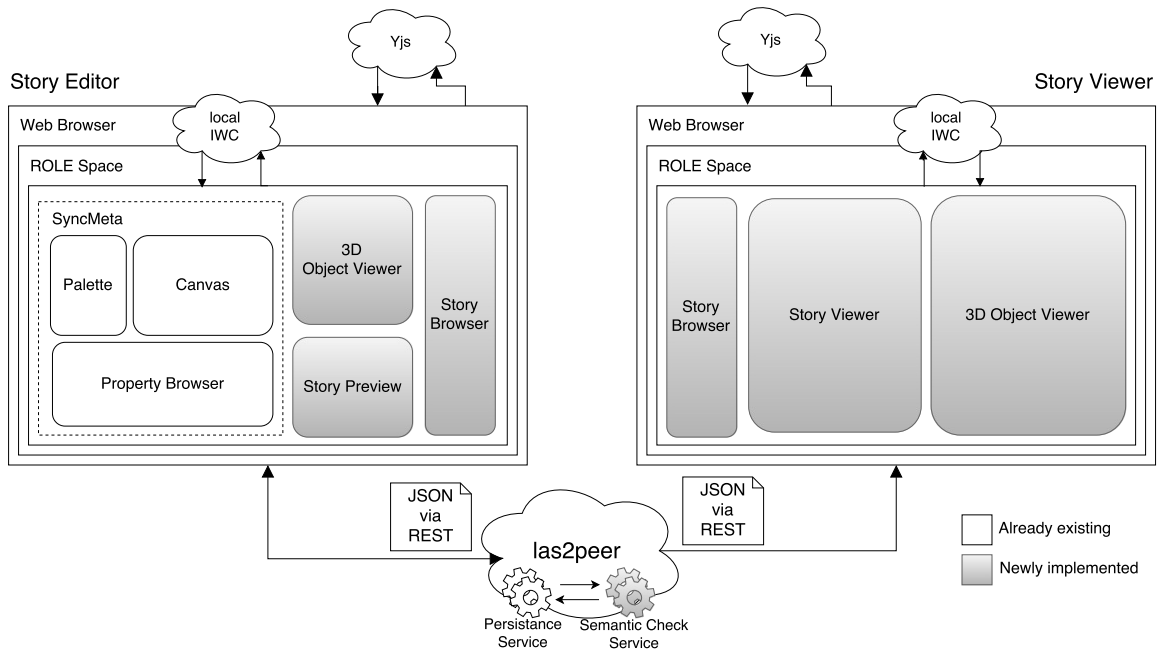 Yjs
Yjs
Story Editor
Story Viewer
Web Browser
local
IWC
Web Browser
local
IWC
ROLE Space
ROLE Space
SyncMeta
Palette
Canvas
Property Browser
3D
Object Viewer
Story Preview
Story
Browser
Story
Browser
Story Viewer
3D Object Viewer
JSON
via
REST
las2peer
JSON
via
REST
Persistance
Service
Semantic Check
Service
Already existing
Newly implemented